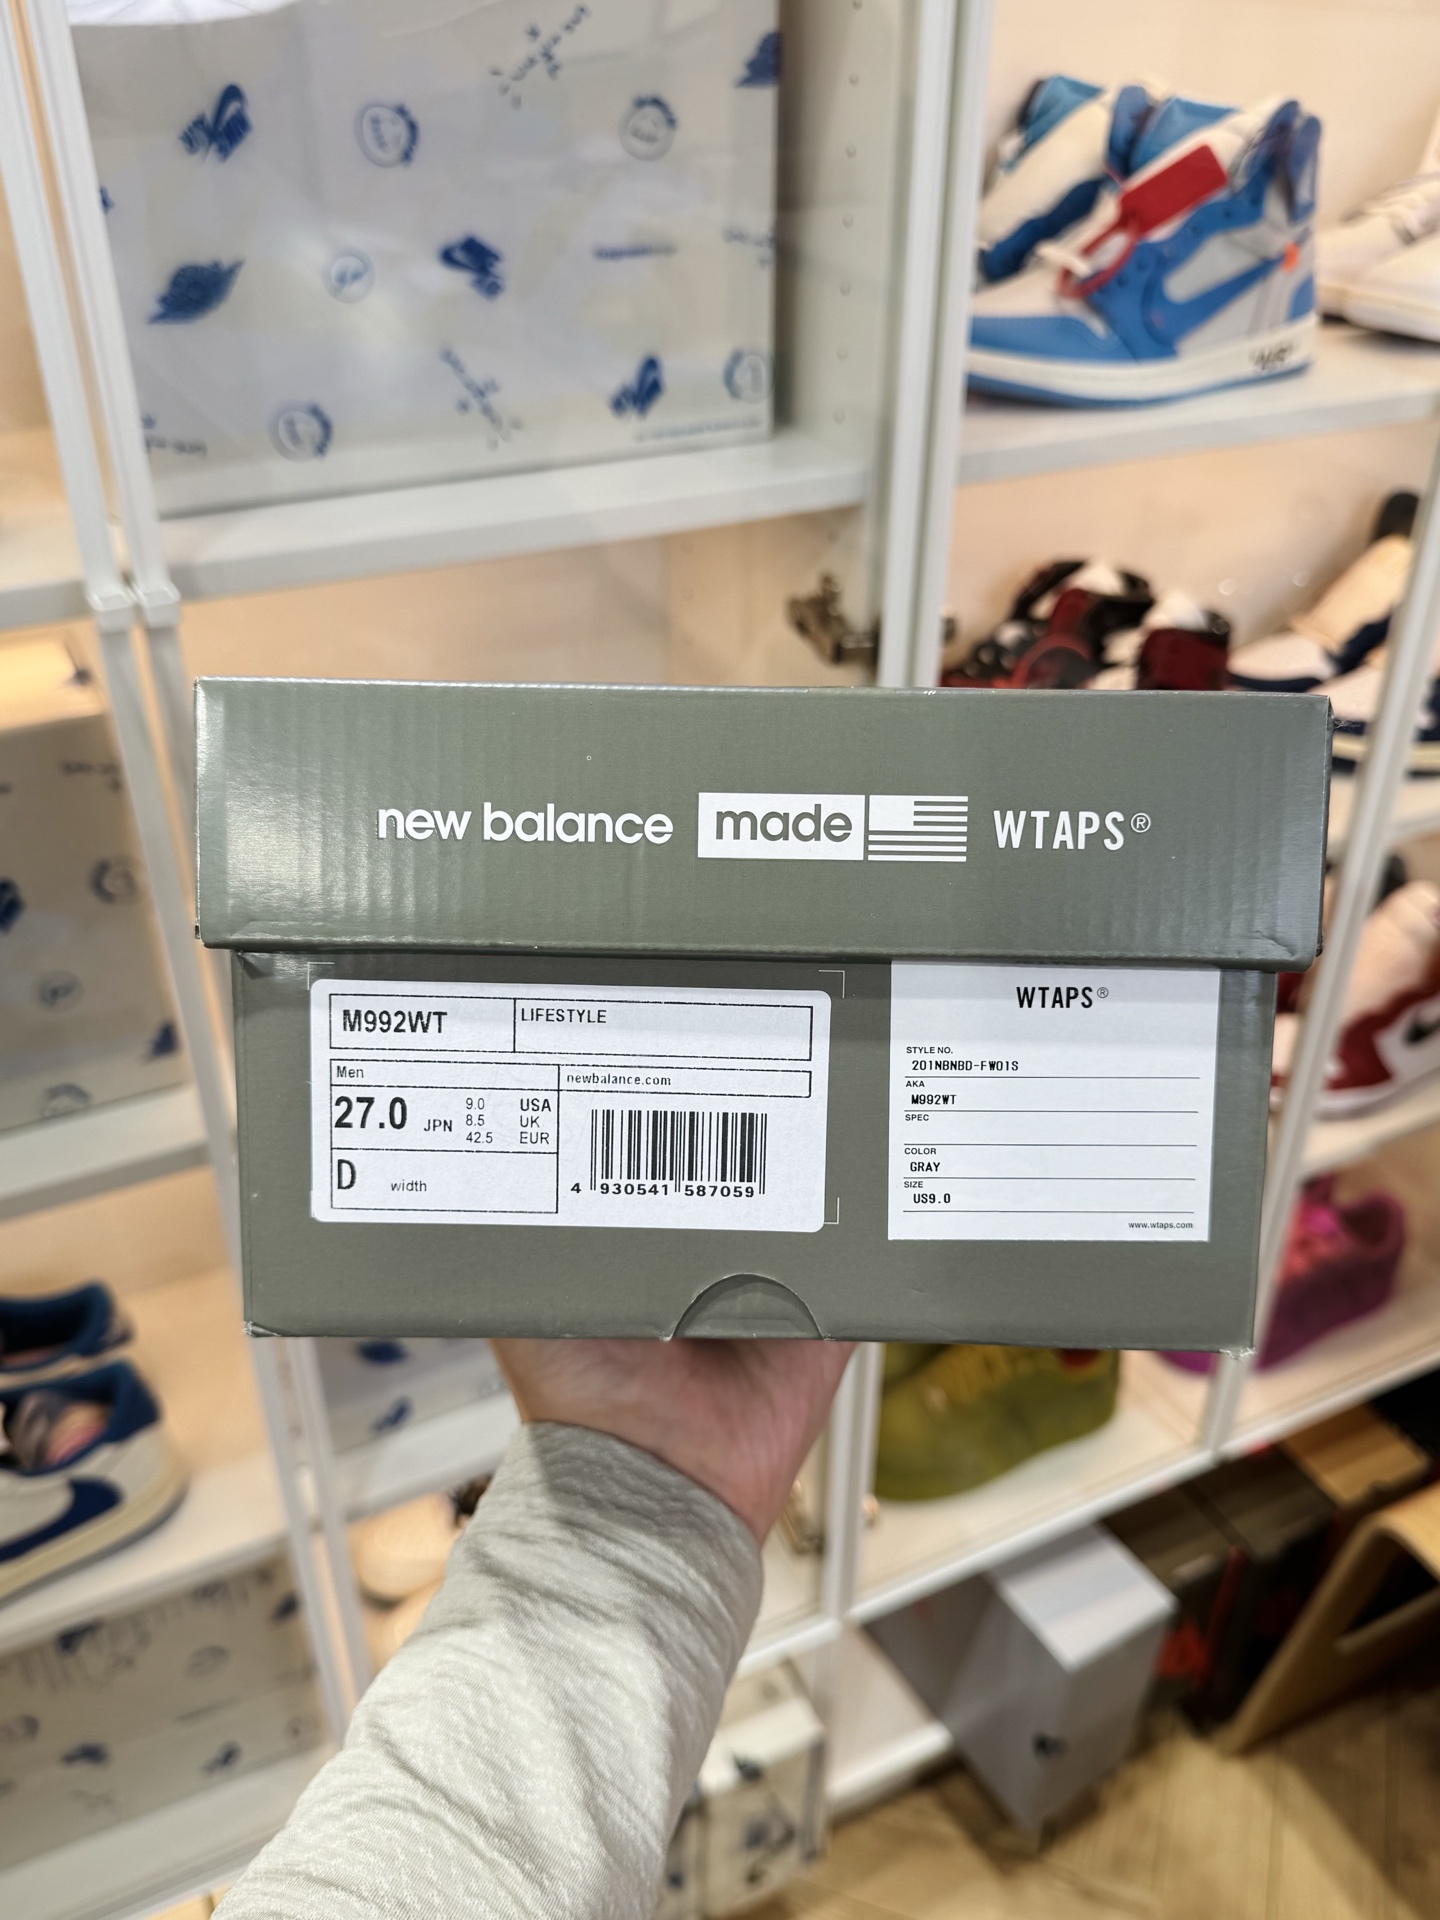 new balance made WTAPS®
M992WT LIFESTYLE
Men newbalance.com
27.0 JPN
9.0 USA
8.5 UK
42.5 EUR
D width
4 930541 587059
WTAPS®
STYLE NO.
201NBNBD-FW01S
AKA
M992WT
SPEC
COLOR
GRAY
SIZE
US9.0
www.wtaps.com